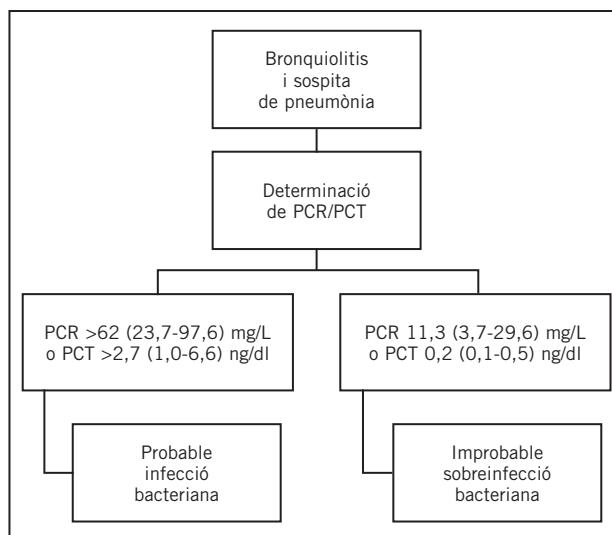 Bronquiolitis
i sospita
de pneumònia
Determinació
de PCR/PCT
PCR >62 (23,7-97,6) mg/L
o PCT >2,7 (1,0-6,6) ng/dl
PCR 11,3 (3,7-29,6) mg/L
o PCT 0,2 (0,1-0,5) ng/dl
Probable
infecció
bacteriana
Improbable
sobreinfecció
bacteriana